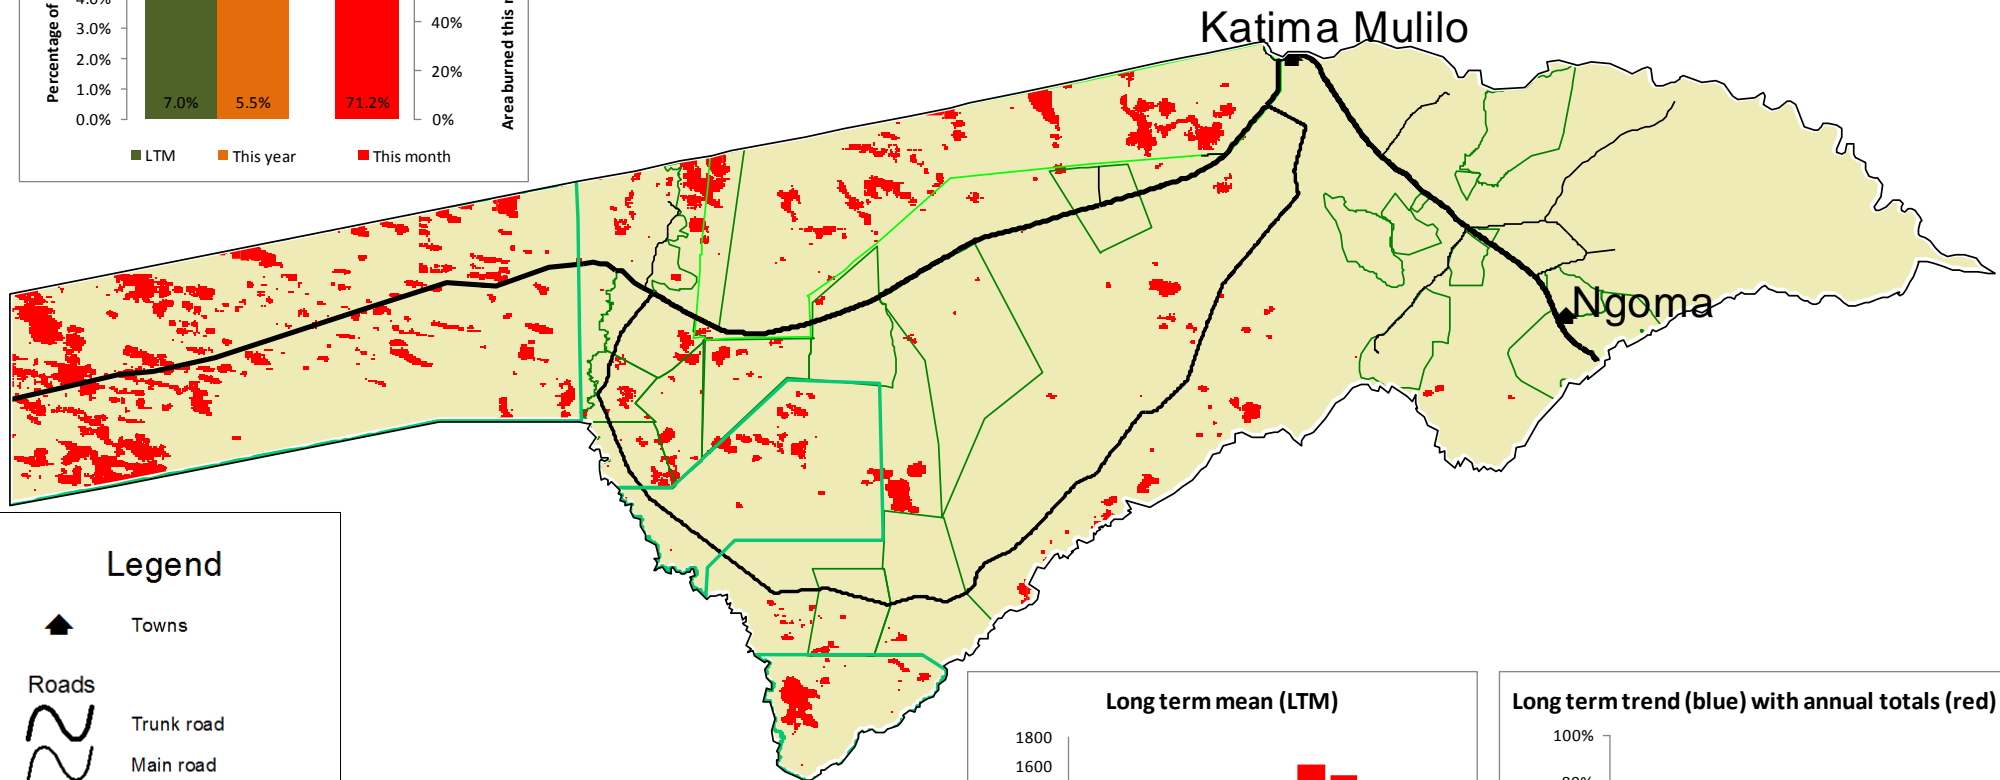 Percentage of
4.0%
3.0%
2.0%
1.0%
0.0%
7.0%
5.5%
71.2%
40%
20%
0%
Area burned this
LTM
This year
This month
Katima Mulilo
Ngoma
Legend
Towns
Roads
Trunk road
Main road
Long term mean (LTM)
1800
1600
Long term trend (blue) with annual totals (red)
100%